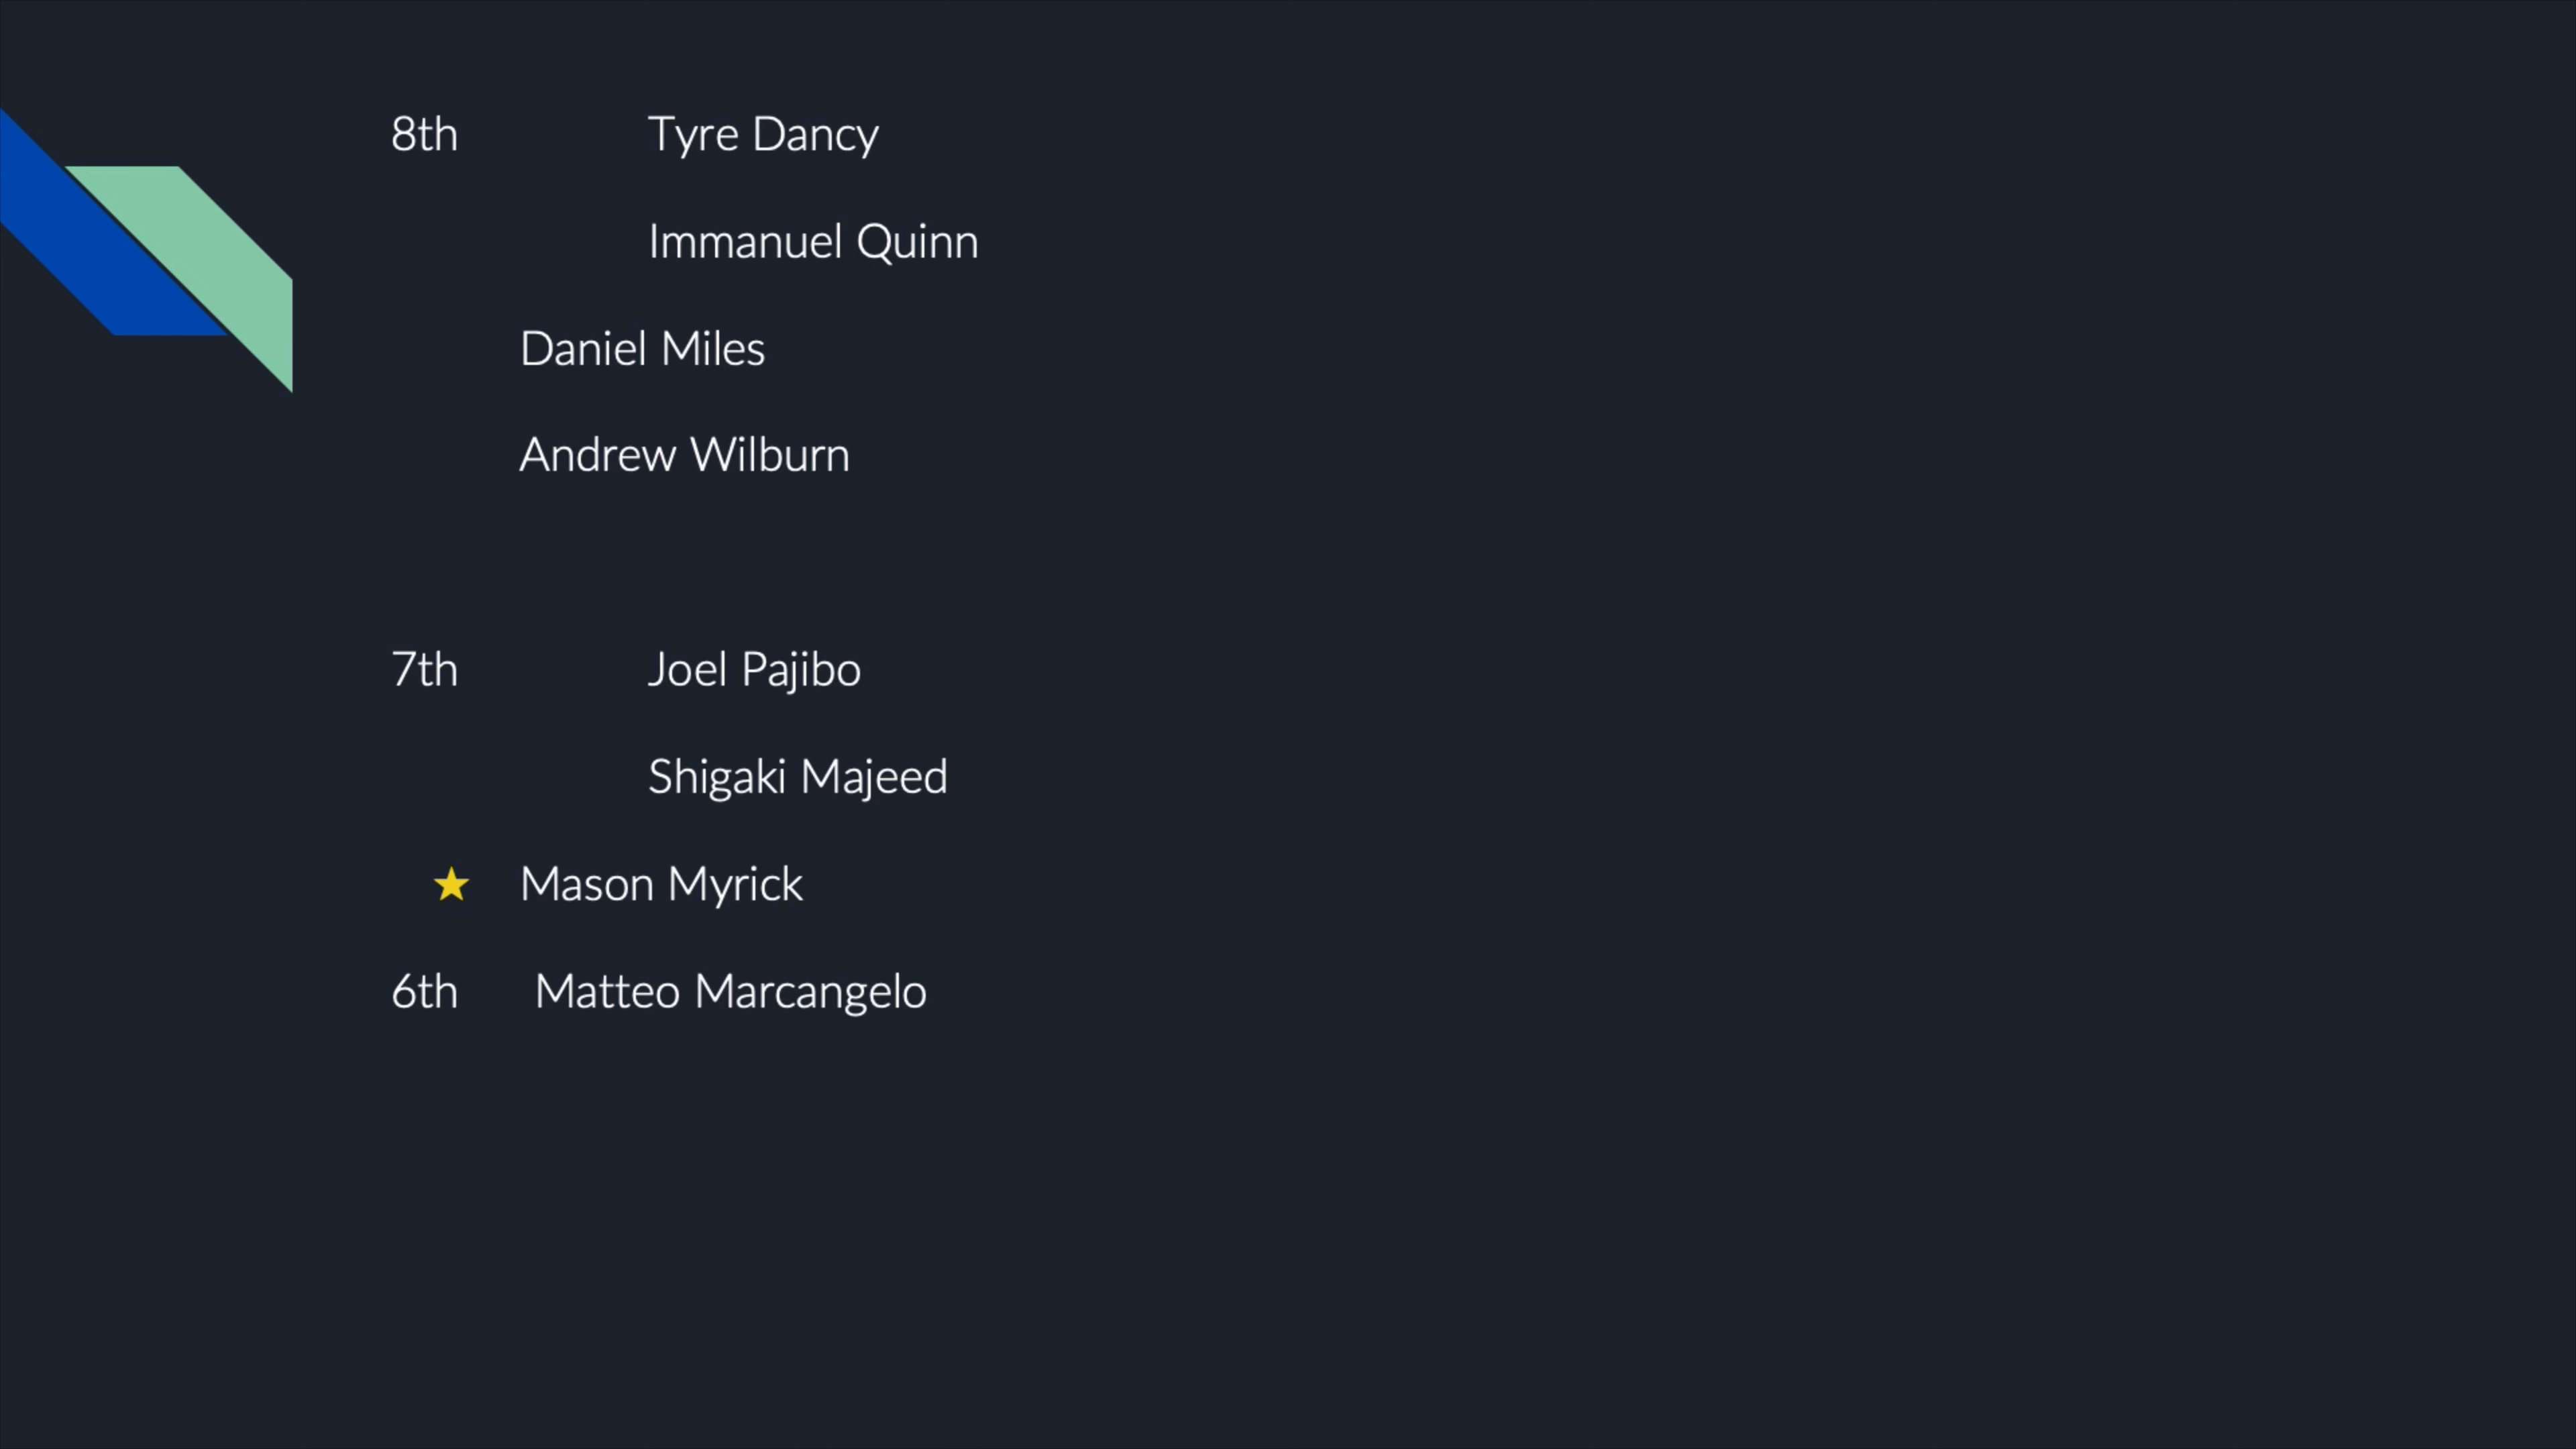 8th Tyre Dancy
Immanuel Quinn
Daniel Miles
Andrew Wilburn
7th Joel Pajibo
Shigaki Majeed
★ Mason Myrick
6th Matteo Marcangelo